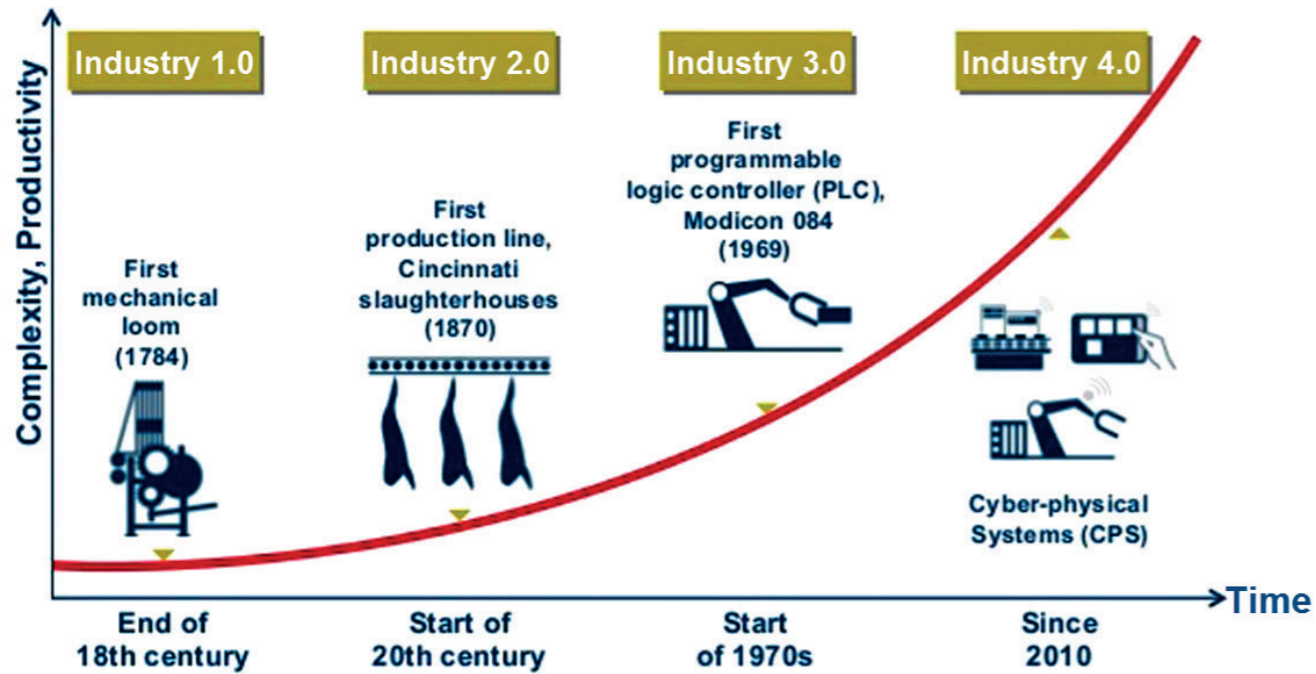 Complexity, Productivity
Industry 1.0
Industry 2.0
Industry 3.0
Industry 4.0
First
mechanical
loom
(1784)
First
production line,
Cincinnati
slaughterhouses
(1870)
First
programmable
logic controller (PLC),
Modicon 084
(1969)
Cyber-physical
Systems (CPS)
End of
18th century
Start of
20th century
Start
of 1970s
Since
2010
Time